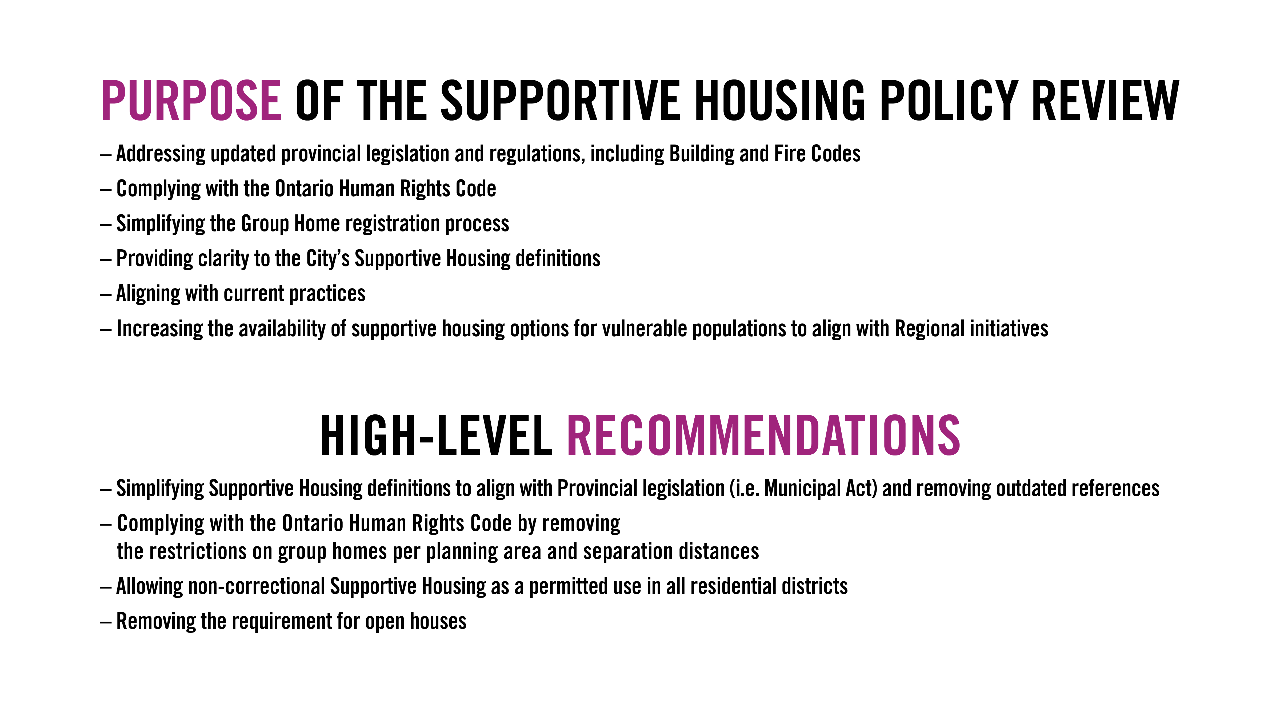 PURPOSE OF THE SUPPORTIVE HOUSING POLICY REVIEW
– Addressing updated provincial legislation and regulations, including Building and Fire Codes
– Complying with the Ontario Human Rights Code
– Simplifying the Group Home registration process
– Providing clarity to the City’s Supportive Housing definitions
– Aligning with current practices
– Increasing the availability of supportive housing options for vulnerable populations to align with Regional initiatives
HIGH-LEVEL RECOMMENDATIONS
– Simplifying Supportive Housing definitions to align with Provincial legislation (i.e. Municipal Act) and removing outdated references
– Complying with the Ontario Human Rights Code by removing
the restrictions on group homes per planning area and separation distances
– Allowing non-correctional Supportive Housing as a permitted use in all residential districts
– Removing the requirement for open houses